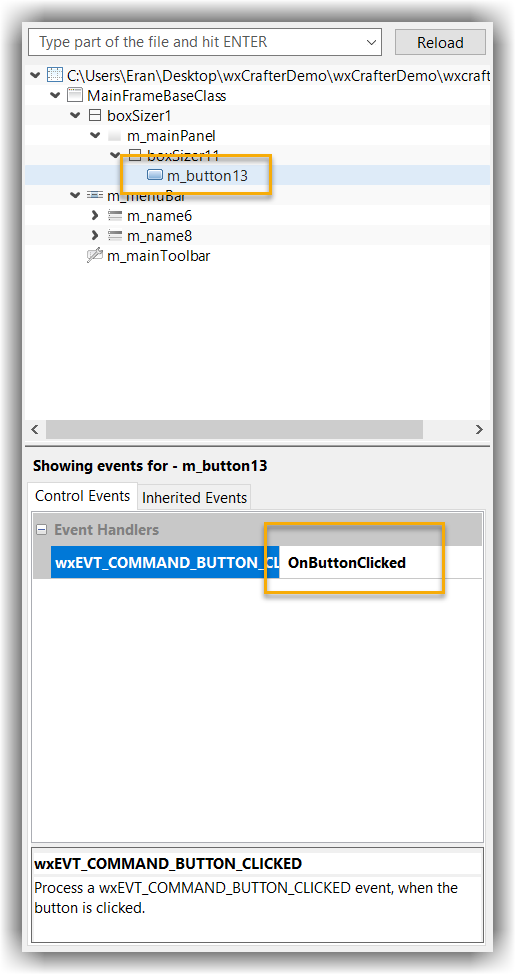 Type part of the file and hit ENTER
Reload
C:\Users\Eran\Desktop\wxCrafterDemo\wxCrafterDemo\wxcraft
MainFrameBaseClass
boxSizer1
m_mainPanel
boxSizer11
m_button13
m_menuBar
m_name6
m_name8
m_mainToolbar
Showing events for - m_button13
Control Events
Inherited Events
Event Handlers
wxEVT_COMMAND_BUTTON_CL OnButtonClicked
wxEVT_COMMAND_BUTTON_CLICKED
Process a wxEVT_COMMAND_BUTTON_CLICKED event, when the
button is clicked.